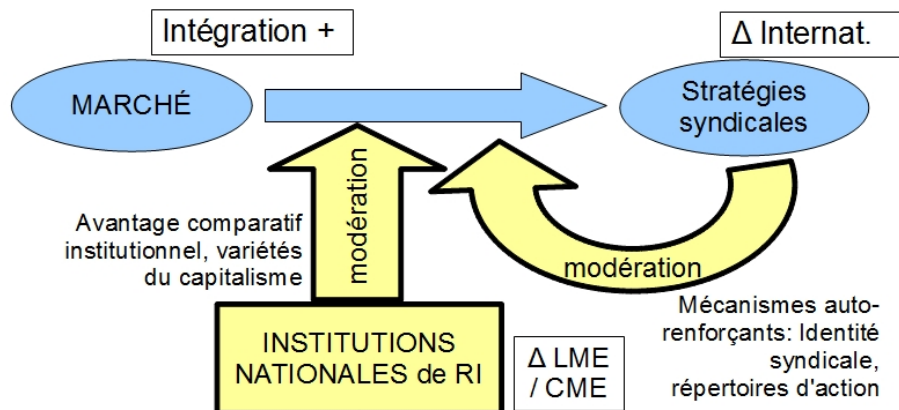 Intégration +
Δ Internat.
MARCHÉ
Stratégies
syndicales
modération
Avantage comparatif
institutionnel, variétés
du capitalisme
modération
INSTITUTIONS
NATIONALES de RI
Δ LME
/ CME
Mécanismes auto-
renforçants: Identité
syndicale,
répertoires d'action